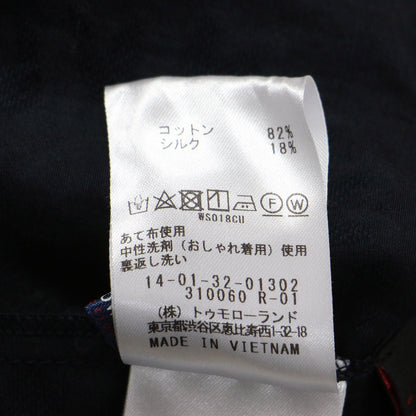 コットン 82%
シルク 18%
F W
WS018CU
あて布使用
中性洗剤(おしゃれ着用)使用
裏返し洗い
14-01-32-01302
310060 R-01
(株)トゥモローランド
東京都渋谷区恵比寿西1-32-18
MADE IN VIETNAM